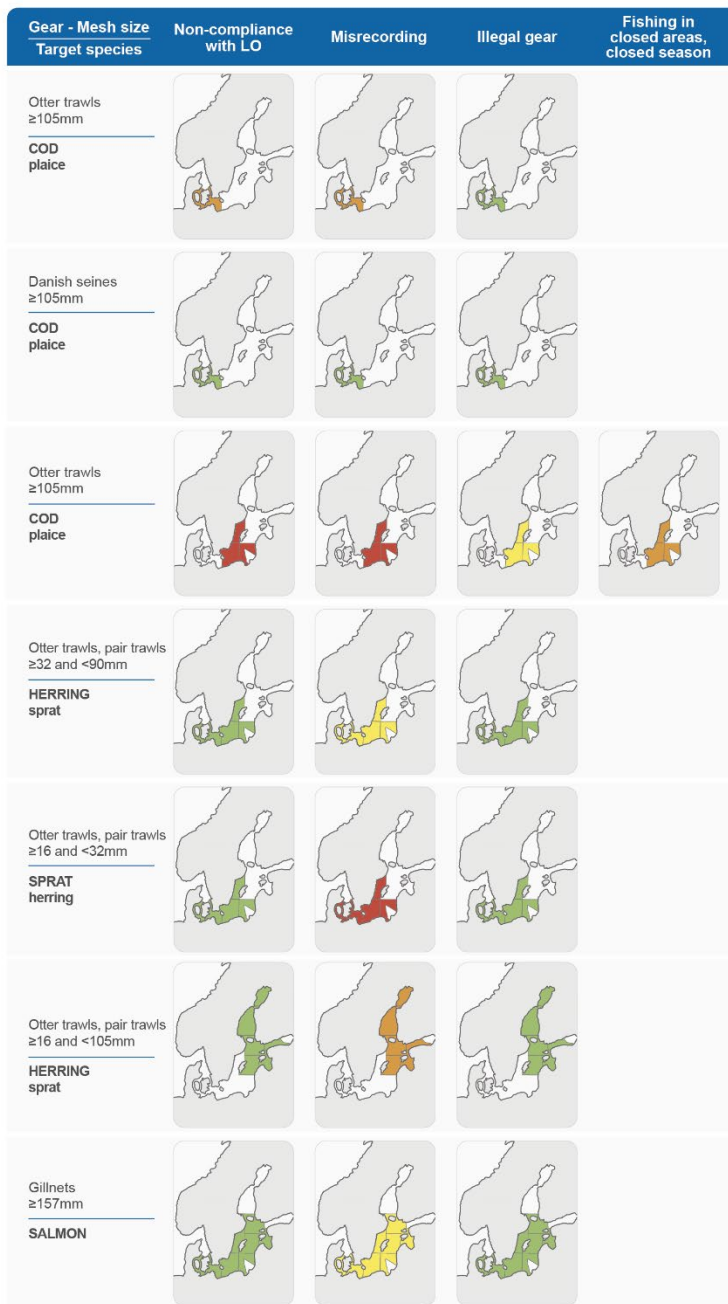 Gear - Mesh size
Target species
Non-compliance
with LO
Misrecording
Illegal gear
Fishing in
closed areas,
closed season
Otter trawls
≥105mm
COD
plaice
Danish seines
≥105mm
COD
plaice
Otter trawls
≥105mm
COD
plaice
Otter trawls, pair trawls
≥32 and <90mm
HERRING
sprat
Otter trawls, pair trawls
≥16 and <32mm
SPRAT
herring
Otter trawls, pair trawls
≥16 and <105mm
HERRING
sprat
Gillnets
≥157mm
SALMON